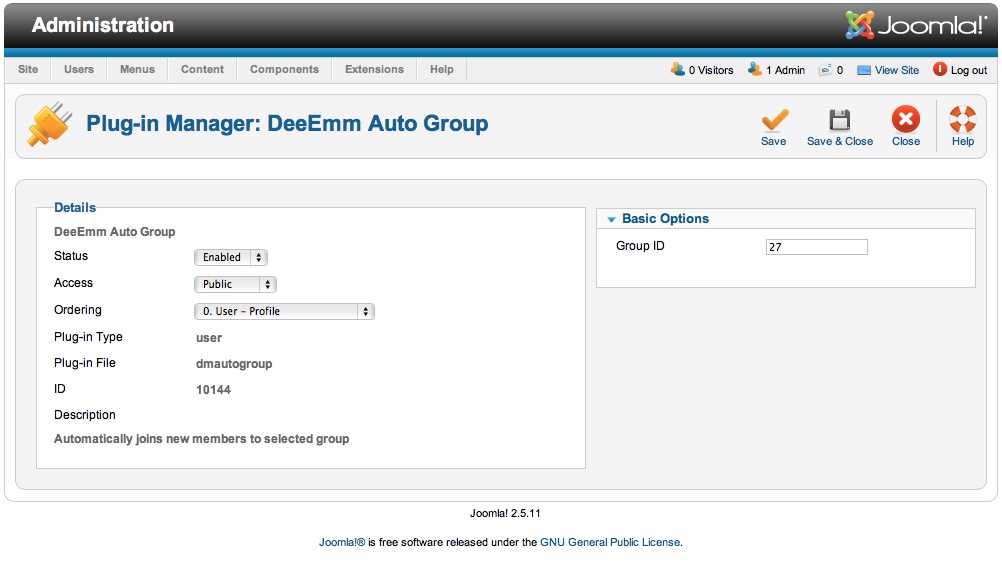 Administration
Joomla!®
Site Users Menus Content Components Extensions Help
0 Visitors 1 Admin 0 View Site Log out
Plug-in Manager: DeeEmm Auto Group
Save Save & Close Close Help
Details
DeeEmm Auto Group
Status Enabled
Access Public
Ordering 0. User – Profile
Plug-in Type user
Plug-in File dmautogroup
ID 10144
Description
Automatically joins new members to selected group
Basic Options
Group ID 27
Joomla! 2.5.11
Joomla!® is free software released under the GNU General Public License.